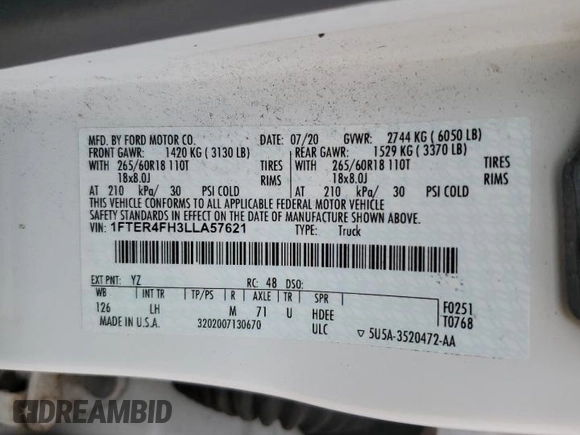 MFD. BY FORD MOTOR CO. DATE: 07/20 GVWR: 2744 KG ( 6050 LB)
FRONT GAWR: 1420 KG ( 3130 LB) REAR GAWR: 1529 KG ( 3370 LB)
WITH 265/60R18 110T TIRES WITH 265/60R18 110T TIRES
18x8.0J RIMS 18x8.0J RIMS
AT 210 kPa/ 30 PSI COLD AT 210 kPa/ 30 PSI COLD
THIS VEHICLE CONFORMS TO ALL APPLICABLE FEDERAL MOTOR VEHICLE
SAFETY STANDARDS IN EFFECT ON THE DATE OF MANUFACTURE SHOWN ABOVE.
VIN: 1FTER4FH3LLA57621 TYPE: Truck
EXT PNT: YZ RC: 48 DSO:
WB INT TR TP/PS R AXLE TR SPR
126 LH M 71 U HDEE
F0251
T0768
MADE IN U.S.A. 3202007130670 ULC ▽ 5U5A-3520472-AA
DREAMBID